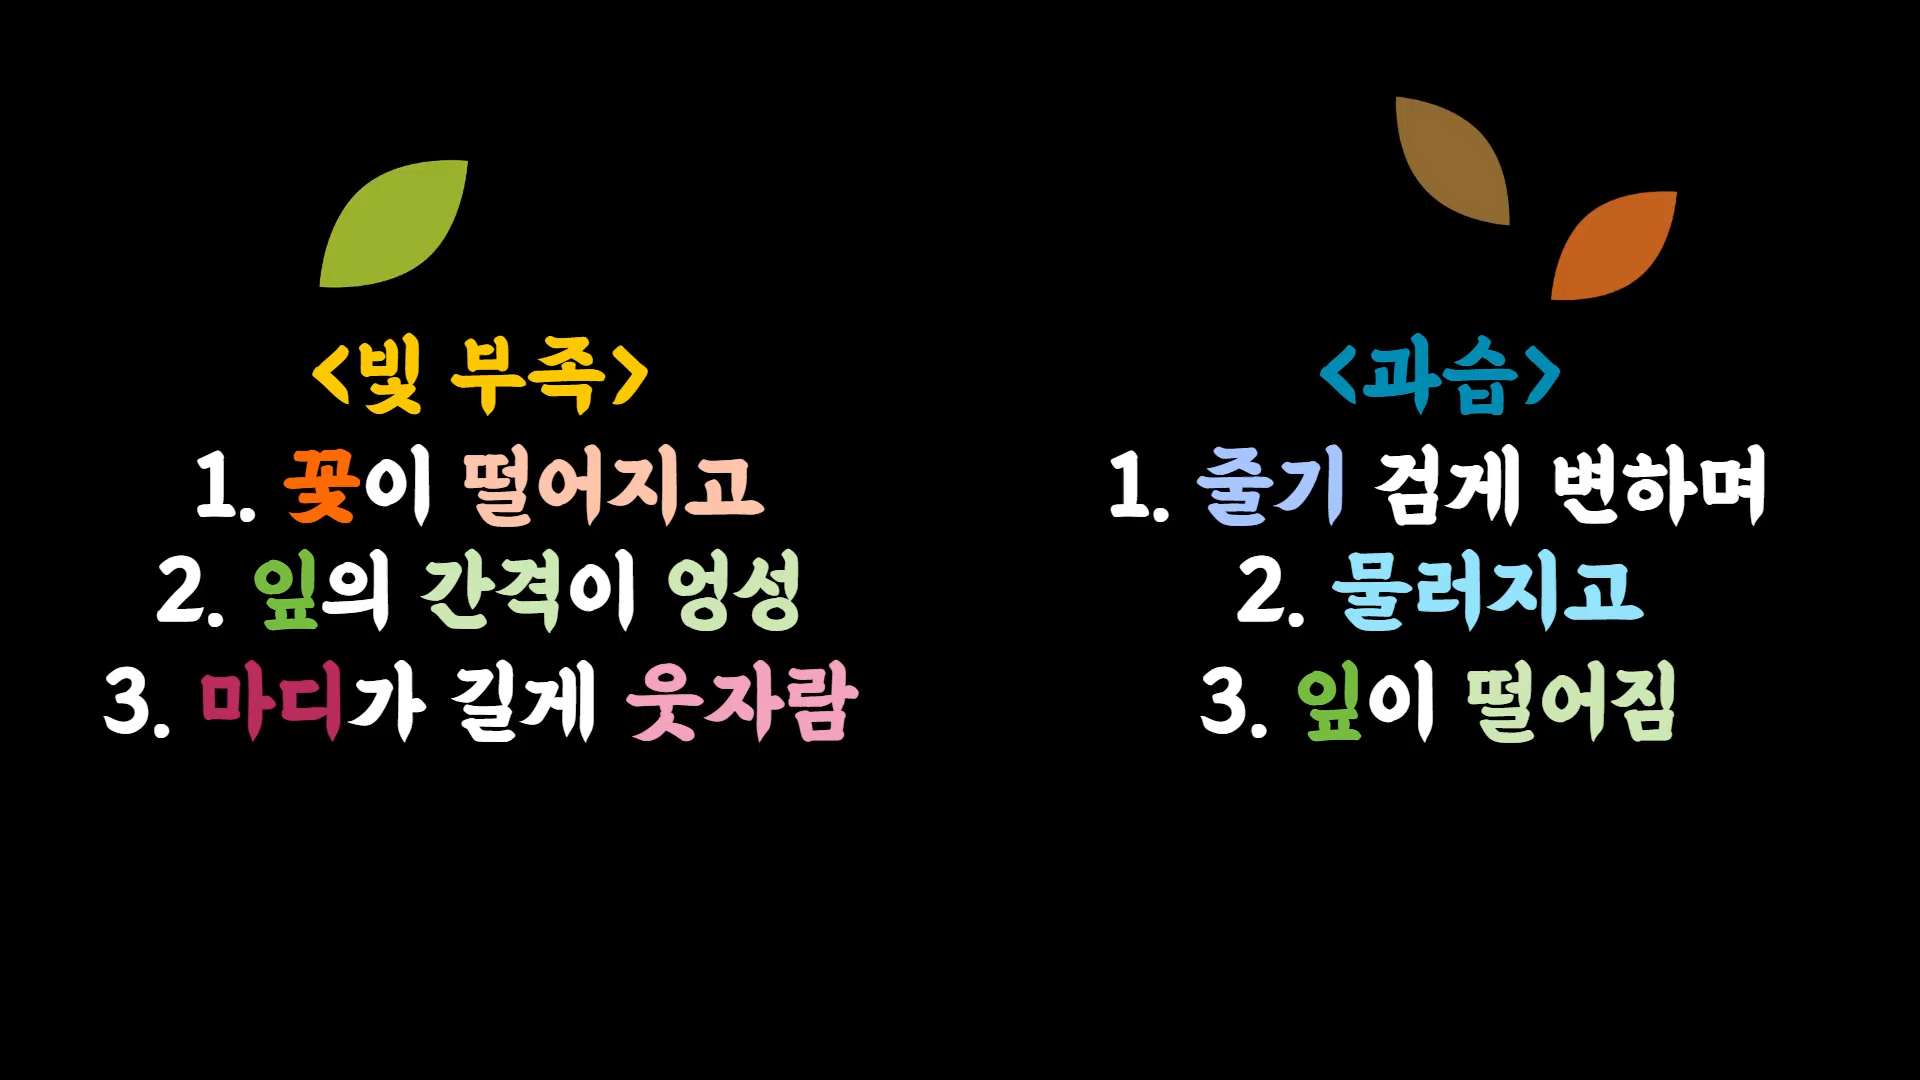 <빛 부족>
1. 꽃이 떨어지고
2. 잎의 간격이 엉성
3. 마디가 길게 웃자람
<과습>
1. 줄기 검게 변하며
2. 물러지고
3. 잎이 떨어짐